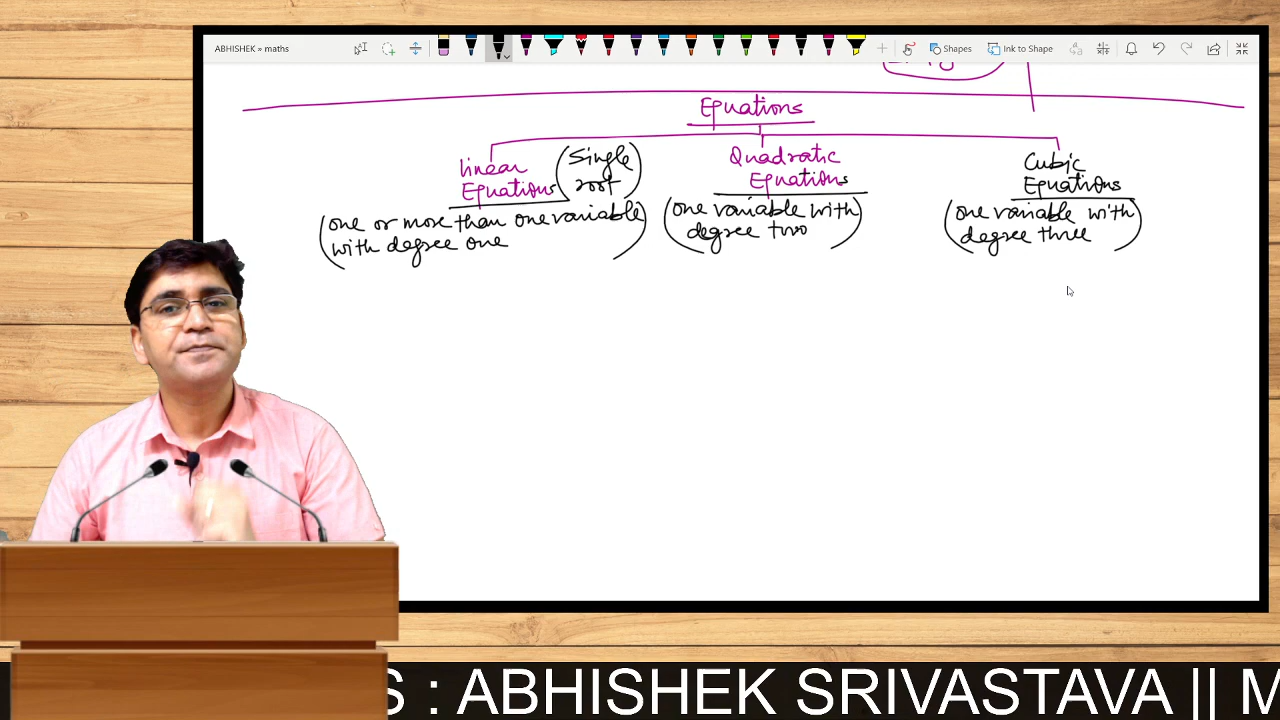 ABHISHEK » maths
Shapes
Ink to Shape
Equations
Linear
Equations
(Single
root)
Quadratic
Equations
Cubic
Equations
(one or more than one variable
with degree one)
(one variable with
degree two)
(one variable with
degree three)
S : ABHISHEK SRIVASTAVA || M